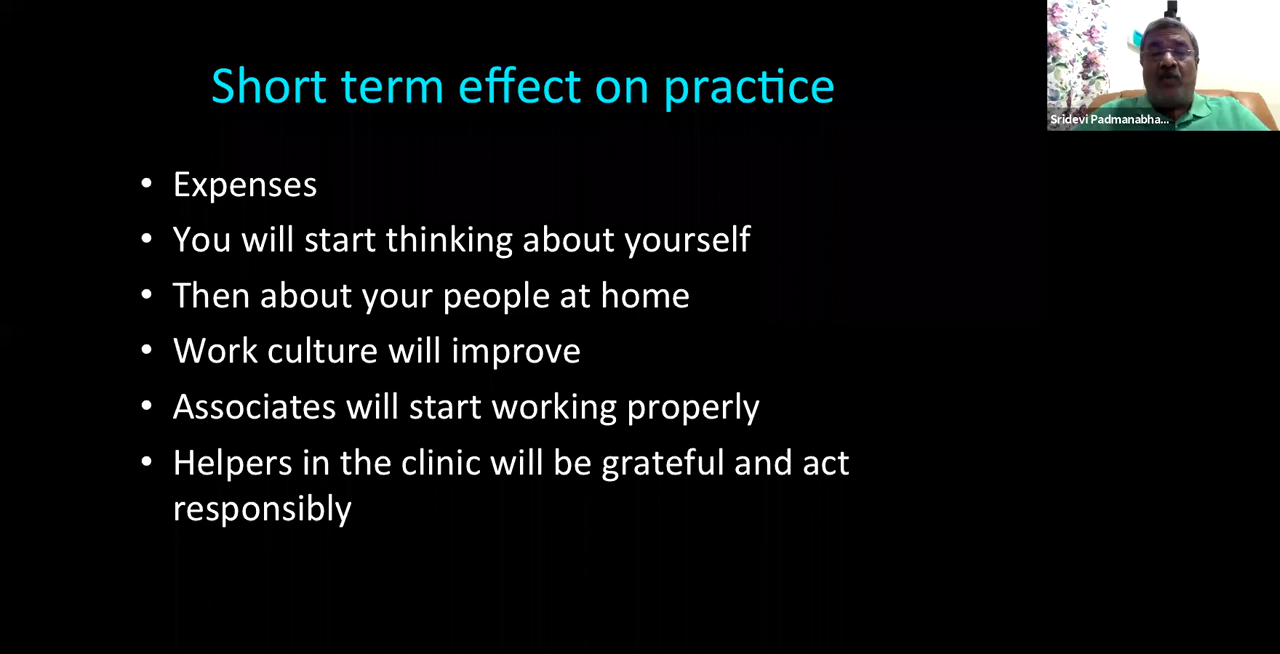 Short term effect on practice
Sridevi Padmanabha...
• Expenses
• You will start thinking about yourself
• Then about your people at home
• Work culture will improve
• Associates will start working properly
• Helpers in the clinic will be grateful and act
responsibly